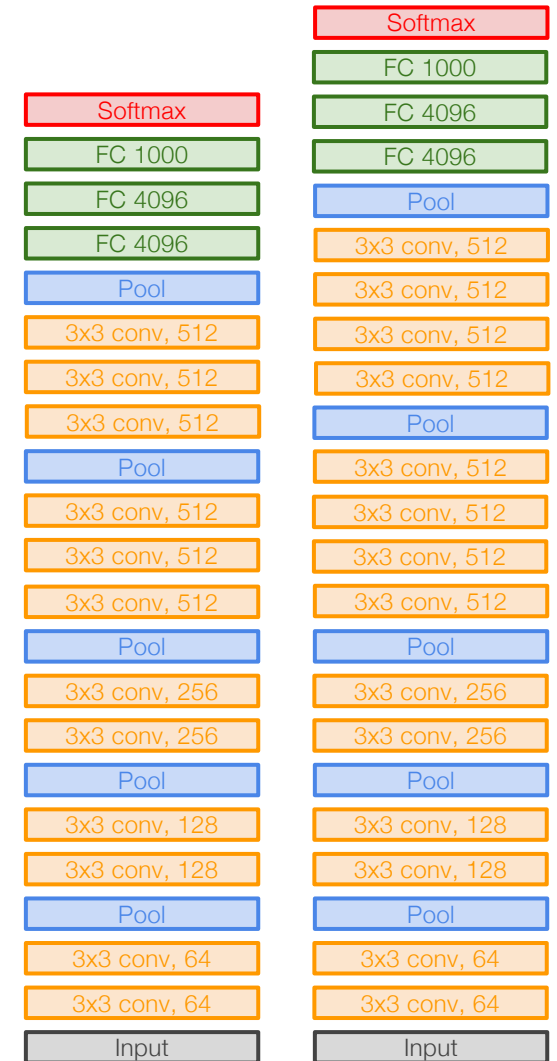 Softmax
FC 1000
FC 4096
FC 4096
Pool
3x3 conv, 512
3x3 conv, 512
3x3 conv, 512
Pool
3x3 conv, 512
3x3 conv, 512
3x3 conv, 512
Pool
3x3 conv, 256
3x3 conv, 256
Pool
3x3 conv, 128
3x3 conv, 128
Pool
3x3 conv, 64
3x3 conv, 64
Input
Softmax
FC 1000
FC 4096
FC 4096
Pool
3x3 conv, 512
3x3 conv, 512
3x3 conv, 512
3x3 conv, 512
Pool
3x3 conv, 512
3x3 conv, 512
3x3 conv, 512
3x3 conv, 512
Pool
3x3 conv, 256
3x3 conv, 256
Pool
3x3 conv, 128
3x3 conv, 128
Pool
3x3 conv, 64
3x3 conv, 64
Input